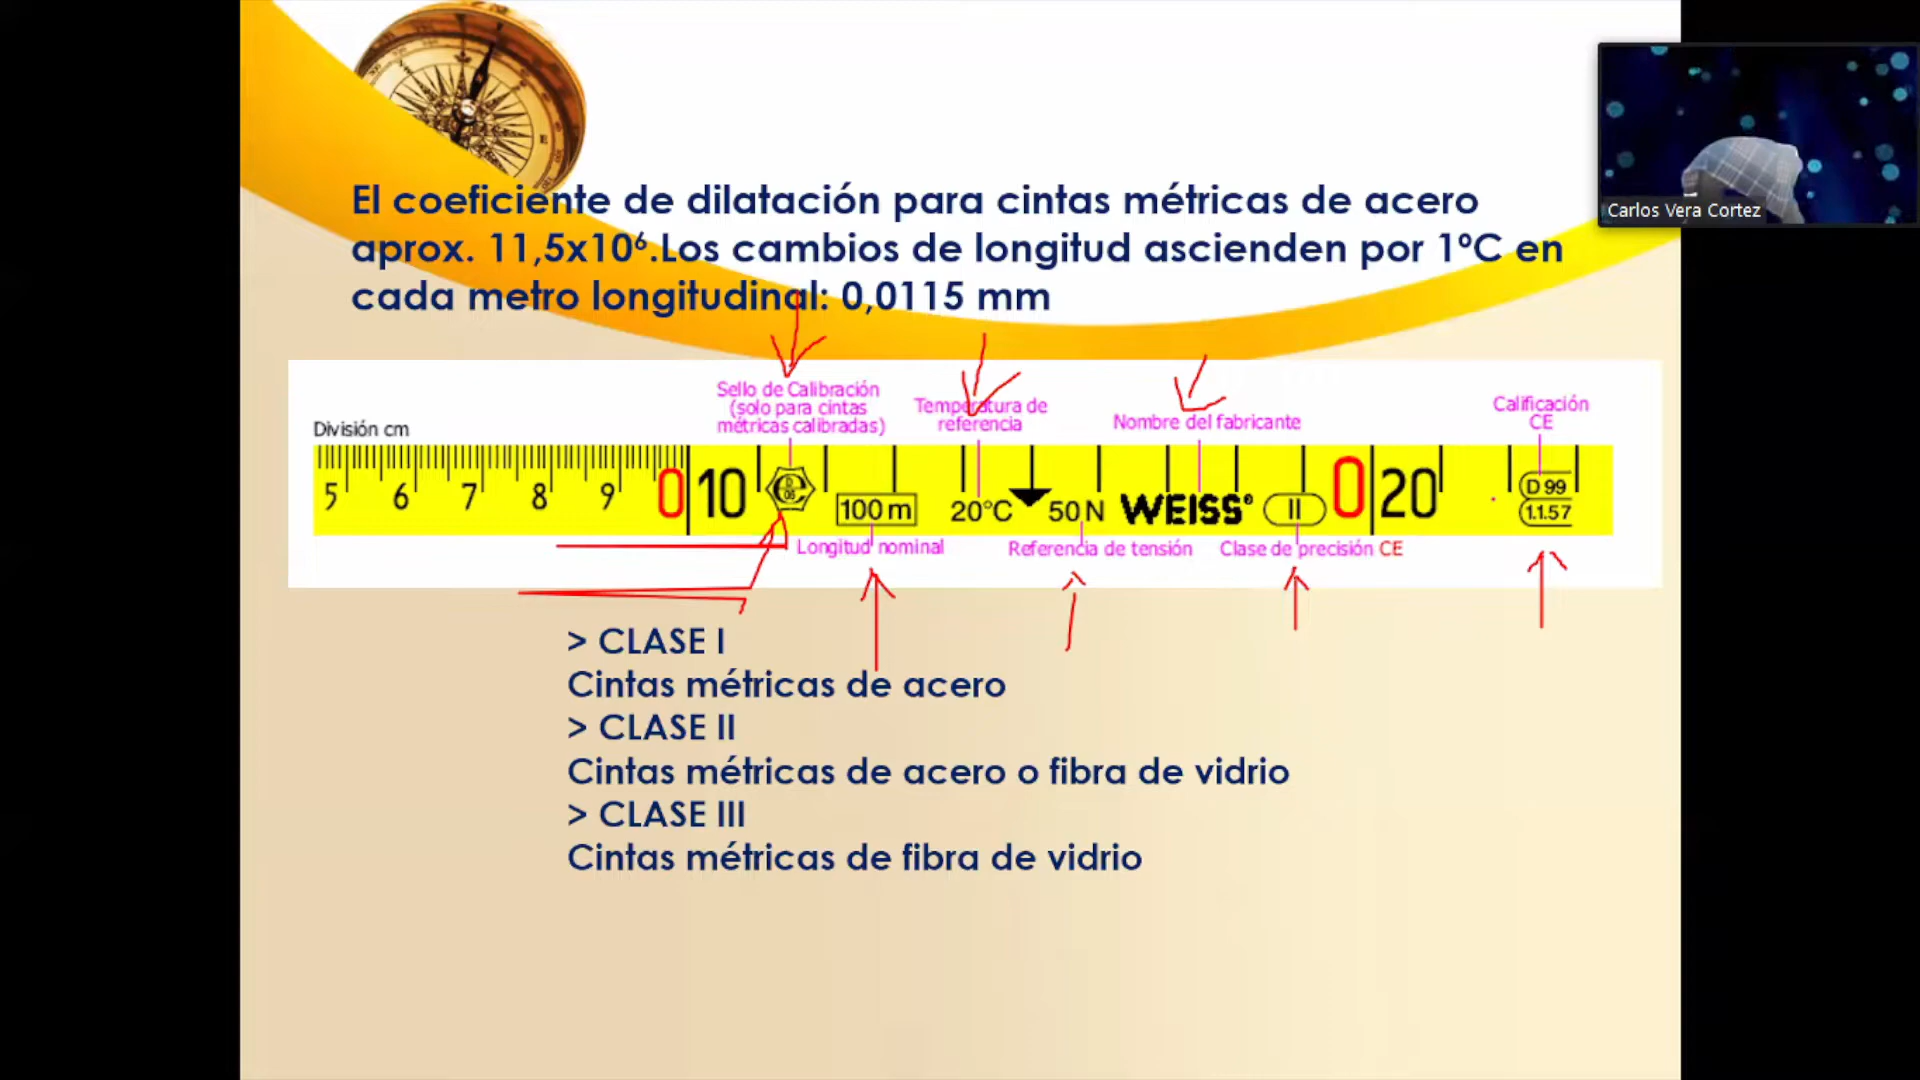 El coeficiente de dilatación para cintas métricas de acero
aprox. 11,5x10⁶.Los cambios de longitud ascienden por 1ºC en
cada metro longitudinal: 0,0115 mm
Carlos Vera Cortez
División cm
Sello de Calibración
(solo para cintas
métricas calibradas)
Temperatura de
referencia
Nombre del fabricante
Calificación
CE
5 6 7 8 9 0 10 100 m 20°C 50 N WEISS® II 0 20 D 99
1.1.57
Longitud nominal
Referencia de tensión
Clase de precisión CE
> CLASE I
Cintas métricas de acero
> CLASE II
Cintas métricas de acero o fibra de vidrio
> CLASE III
Cintas métricas de fibra de vidrio